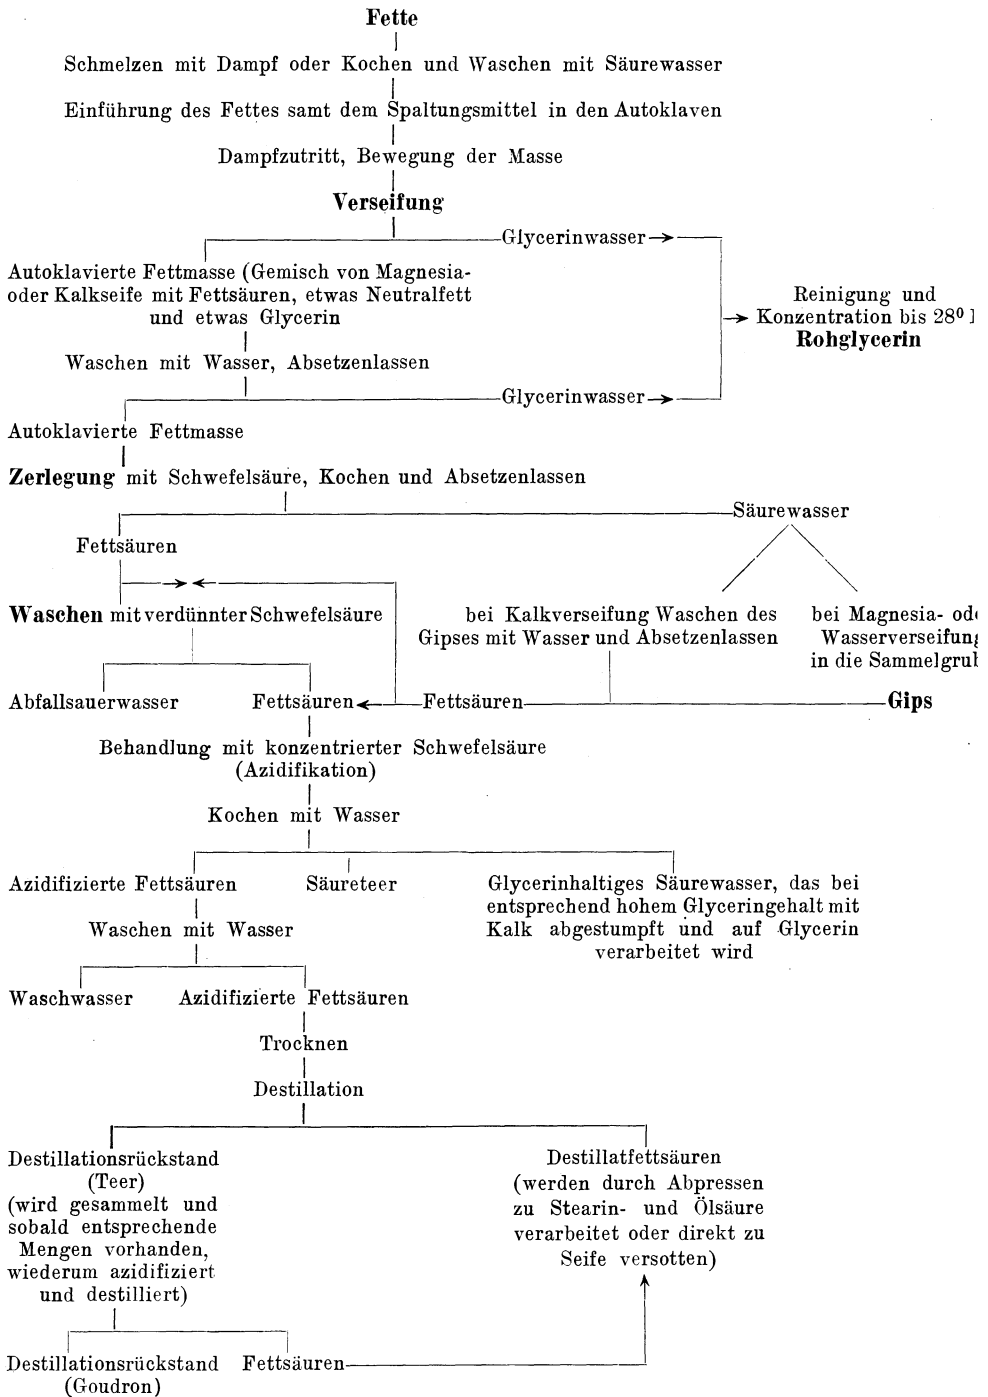 Fette
Schmelzen mit Dampf oder Kochen und Waschen mit Säurewasser
Einführung des Fettes samt dem Spaltungsmittel in den Autoklaven
Dampfzutritt, Bewegung der Masse
Verseifung
Glycerinwasser
Autoklavierte Fettmasse (Gemisch von Magnesia-
oder Kalkseife mit Fettsäuren, etwas Neutralfett
und etwas Glycerin
Reinigung und
Konzentration bis 28⁰
Rohglycerin
Waschen mit Wasser, Absetzenlassen
Glycerinwasser
Autoklavierte Fettmasse
Zerlegung mit Schwefelsäure, Kochen und Absetzenlassen
Säurewasser
Fettsäuren
Waschen mit verdünnter Schwefelsäure
bei Kalkverseifung Waschen des
Gipses mit Wasser und Absetzenlassen
bei Magnesia-
Wasserverseifung
in die
Abfallsauerwasser
Fettsäuren
Fettsäuren
Gips
Behandlung mit konzentrierter Schwefelsäure
(Azidifikation)
Kochen mit Wasser
Azidifizierte Fettsäuren
Säureteer
Glycerinhaltiges Säurewasser, das bei
entsprechend hohem Glyceringehalt mit
Kalk abgestumpft und auf Glycerin
verarbeitet wird
Waschen mit Wasser
Waschwasser
Azidifizierte Fettsäuren
Trocknen
Destillation
Destillationsrückstand
(Teer)
(wird gesammelt und
sobald entsprechende
Mengen vorhanden,
wiederum azidifiziert
und destilliert)
Destillatfettsäuren
(werden durch Abpressen
zu Stearin- und Ölsäure
verarbeitet oder direkt zu
Seife versotten)
Destillationsrückstand
(Goudron)
Fettsäuren